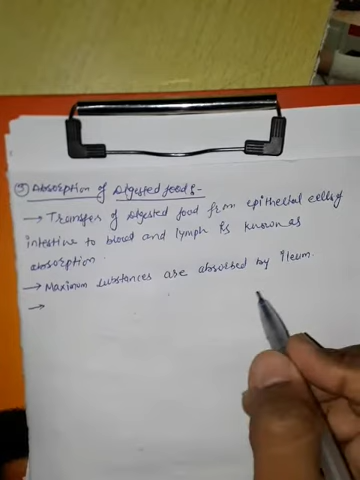 ⑤ Absorption of Digested food :-
→ Transfer of digested food from epithelial cells of
intestine to blood and lymph is known as
absorption.
→ Maximum substances are absorbed by ileum.
→